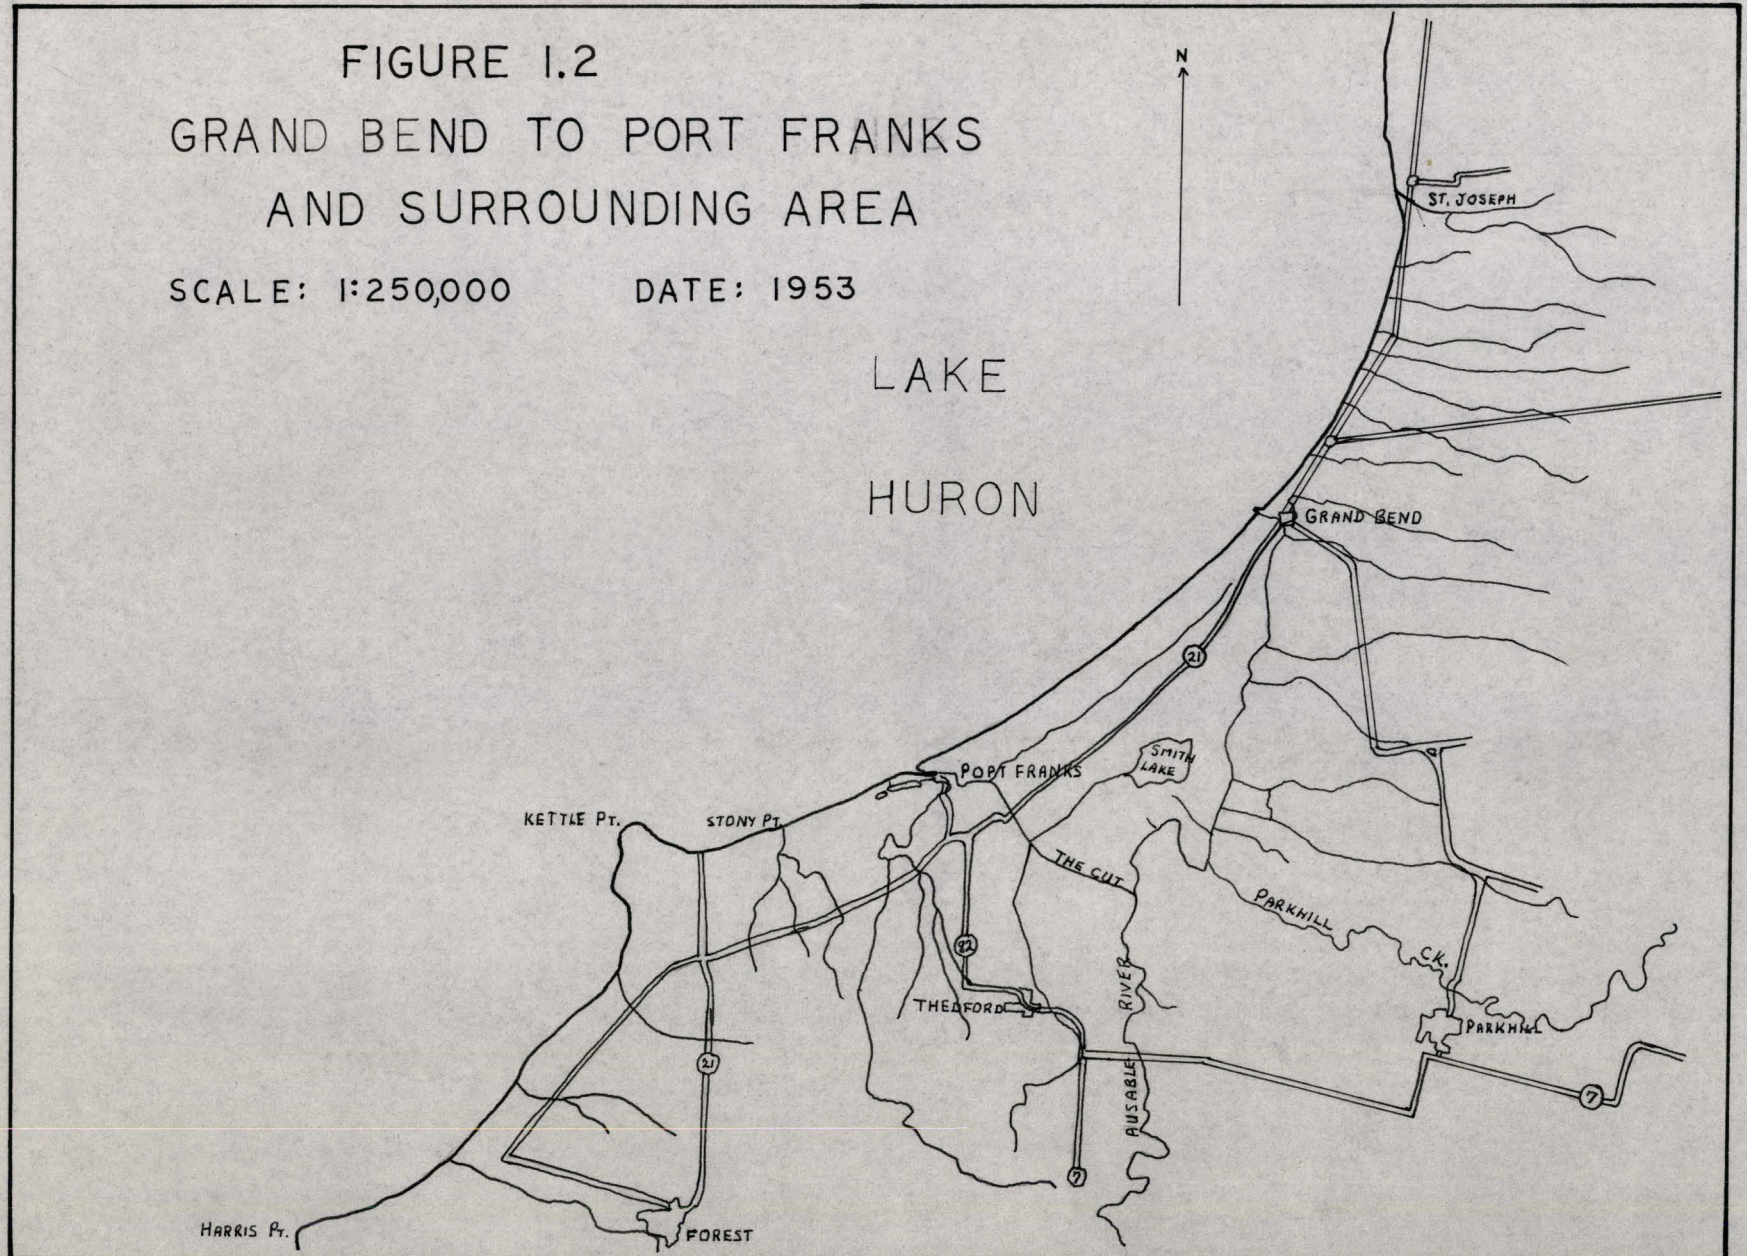 FIGURE 1.2
GRAND BEND TO PORT FRANKS
AND SURROUNDING AREA
SCALE: 1:250,000 DATE: 1953
N
ST. JOSEPH
LAKE
HURON
GRAND BEND
21
SMITH
LAKE
POPT FRANKS
KETTLE PT.
STONY PT.
THE CUT
PARKHILL
CK.
82
AUSABLE RIVER
THEDFORD
PARKHILL
21
7
7
HARRIS PT.
FOREST